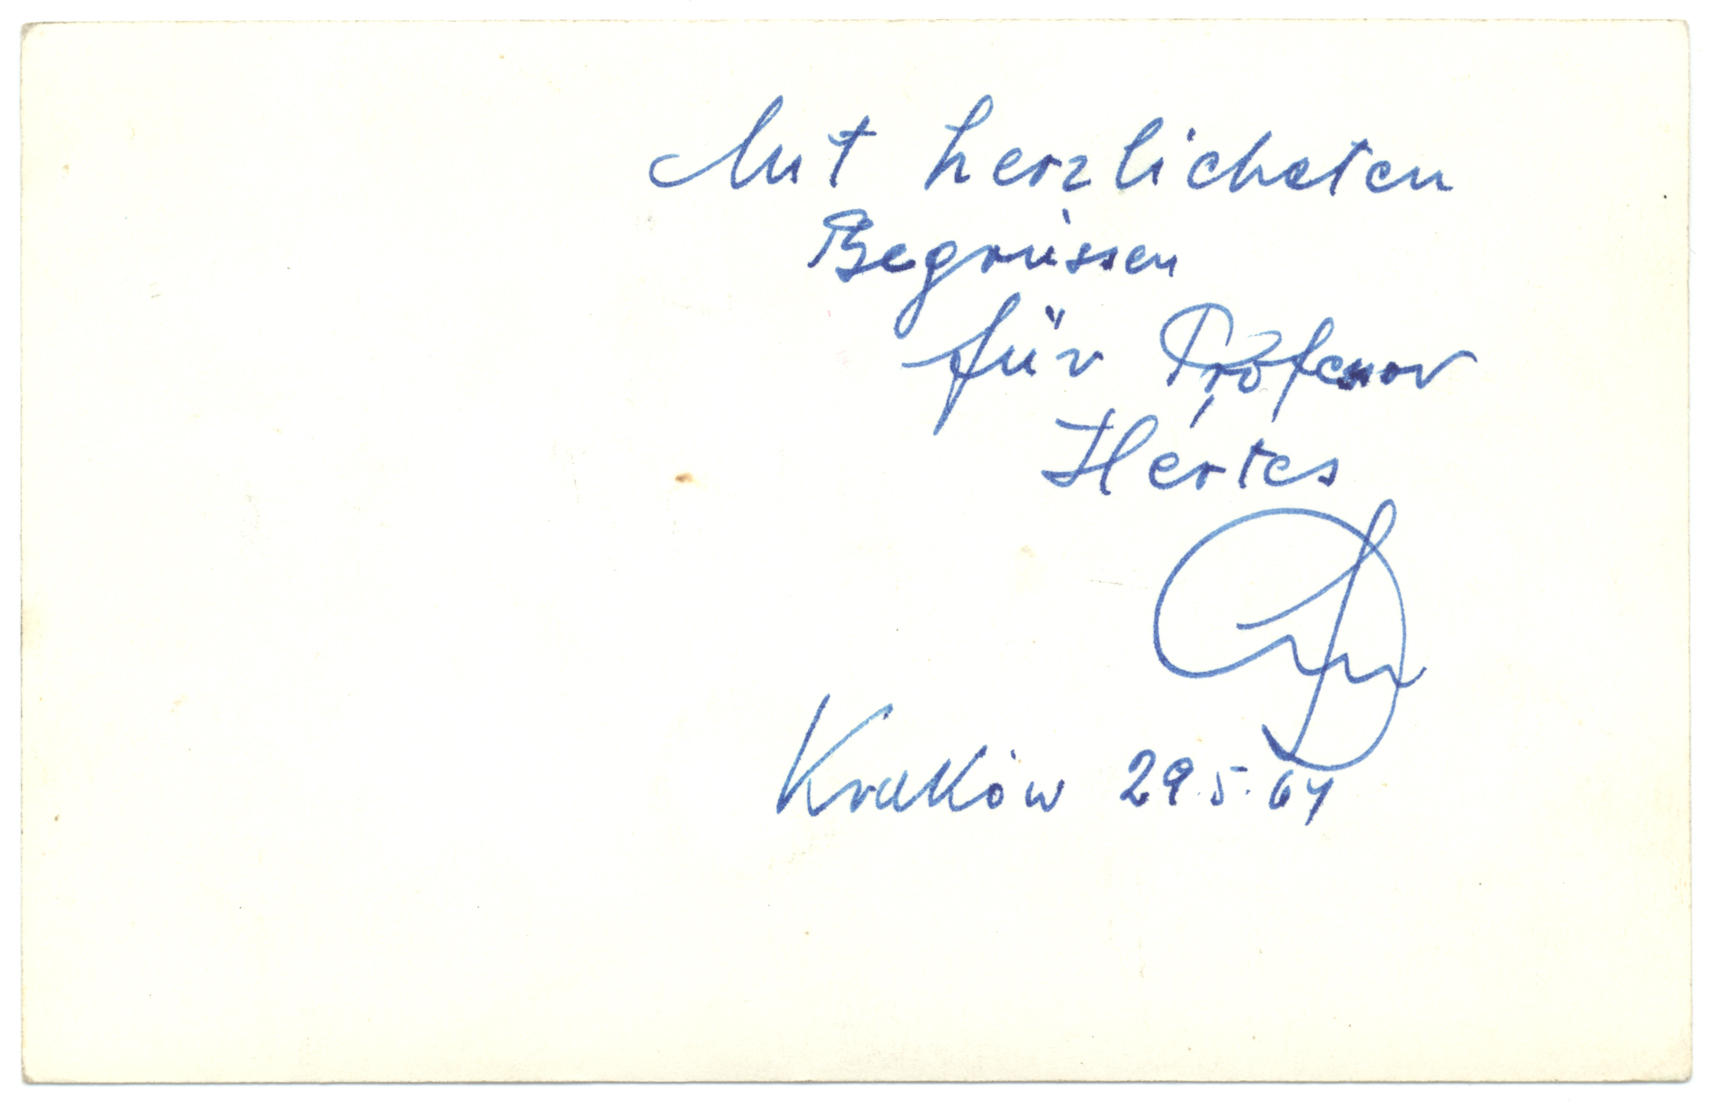 Mit herzlichsten
Begrüssen
für Professor
Hertes
Kraków 29.5.64